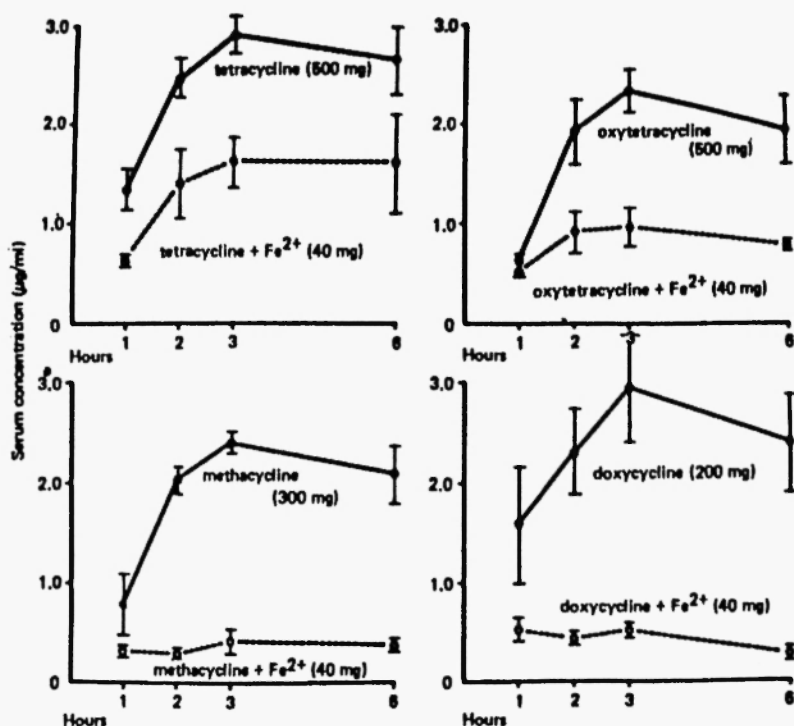 Serum concentration (µg/ml)
3.0
2.0
1.0
0
tetracycline (500 mg)
tetracycline + Fe2+ (40 mg)
Hours
1 2 3 6
3.0
2.0
1.0
0
oxytetracycline
(500 mg)
oxytetracycline + Fe2+ (40 mg)
Hours
1 2 3 6
3.0
2.0
1.0
0
methacycline
(300 mg)
methacycline + Fe2+ (40 mg)
Hours
1 2 3 6
3.0
2.0
1.0
0
doxycycline (200 mg)
doxycycline + Fe2+ (40 mg)
Hours
1 2 3 6